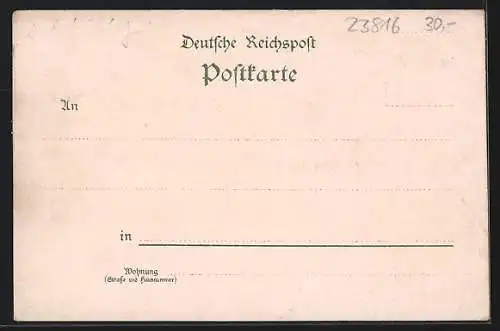 23816 30,-
Deutsche Reichspost
Postkarte
An
in
Wohnung
(Straße und Hausnummer)